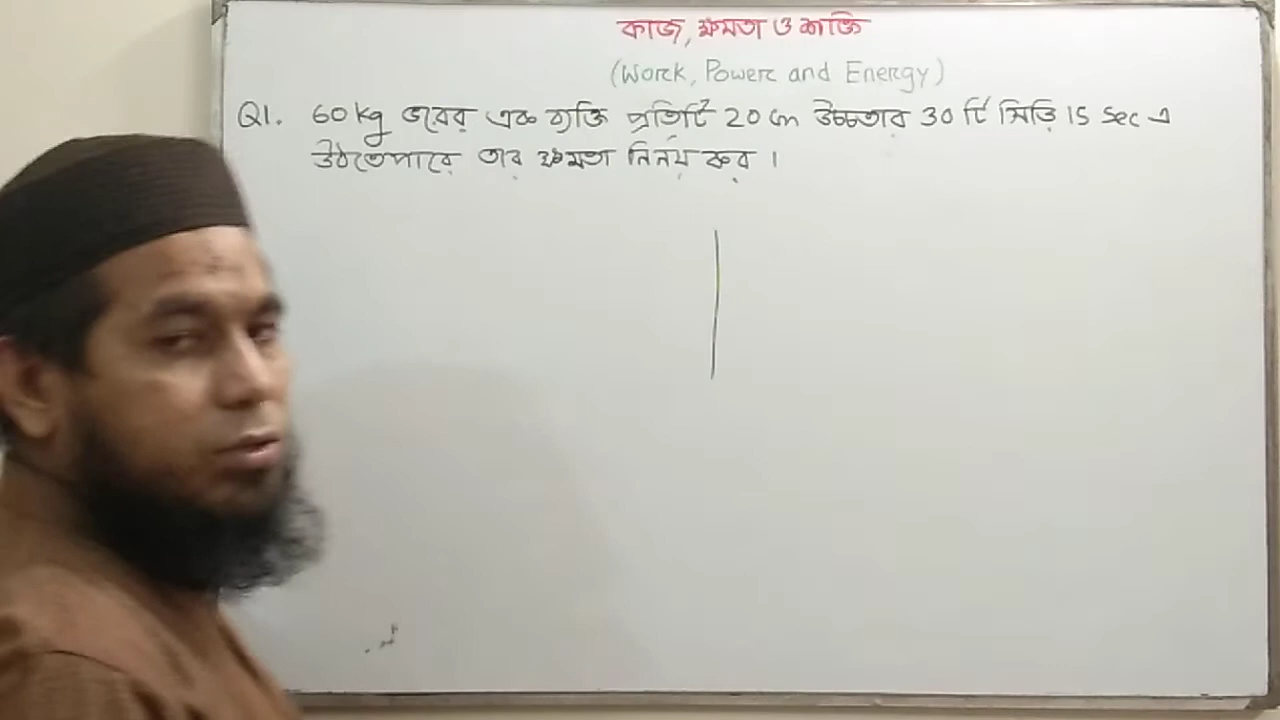 কাজ, ক্ষমতা ও শক্তি
(Work, Power and Energy)
Q1. 60 kg ভরের এক ব্যক্তি প্রতিটি 20 cm উচ্চতার 30 টি সিড়ি 15 Sec এ
উঠতেপারে তার ক্ষমতা নির্নয় কর ।